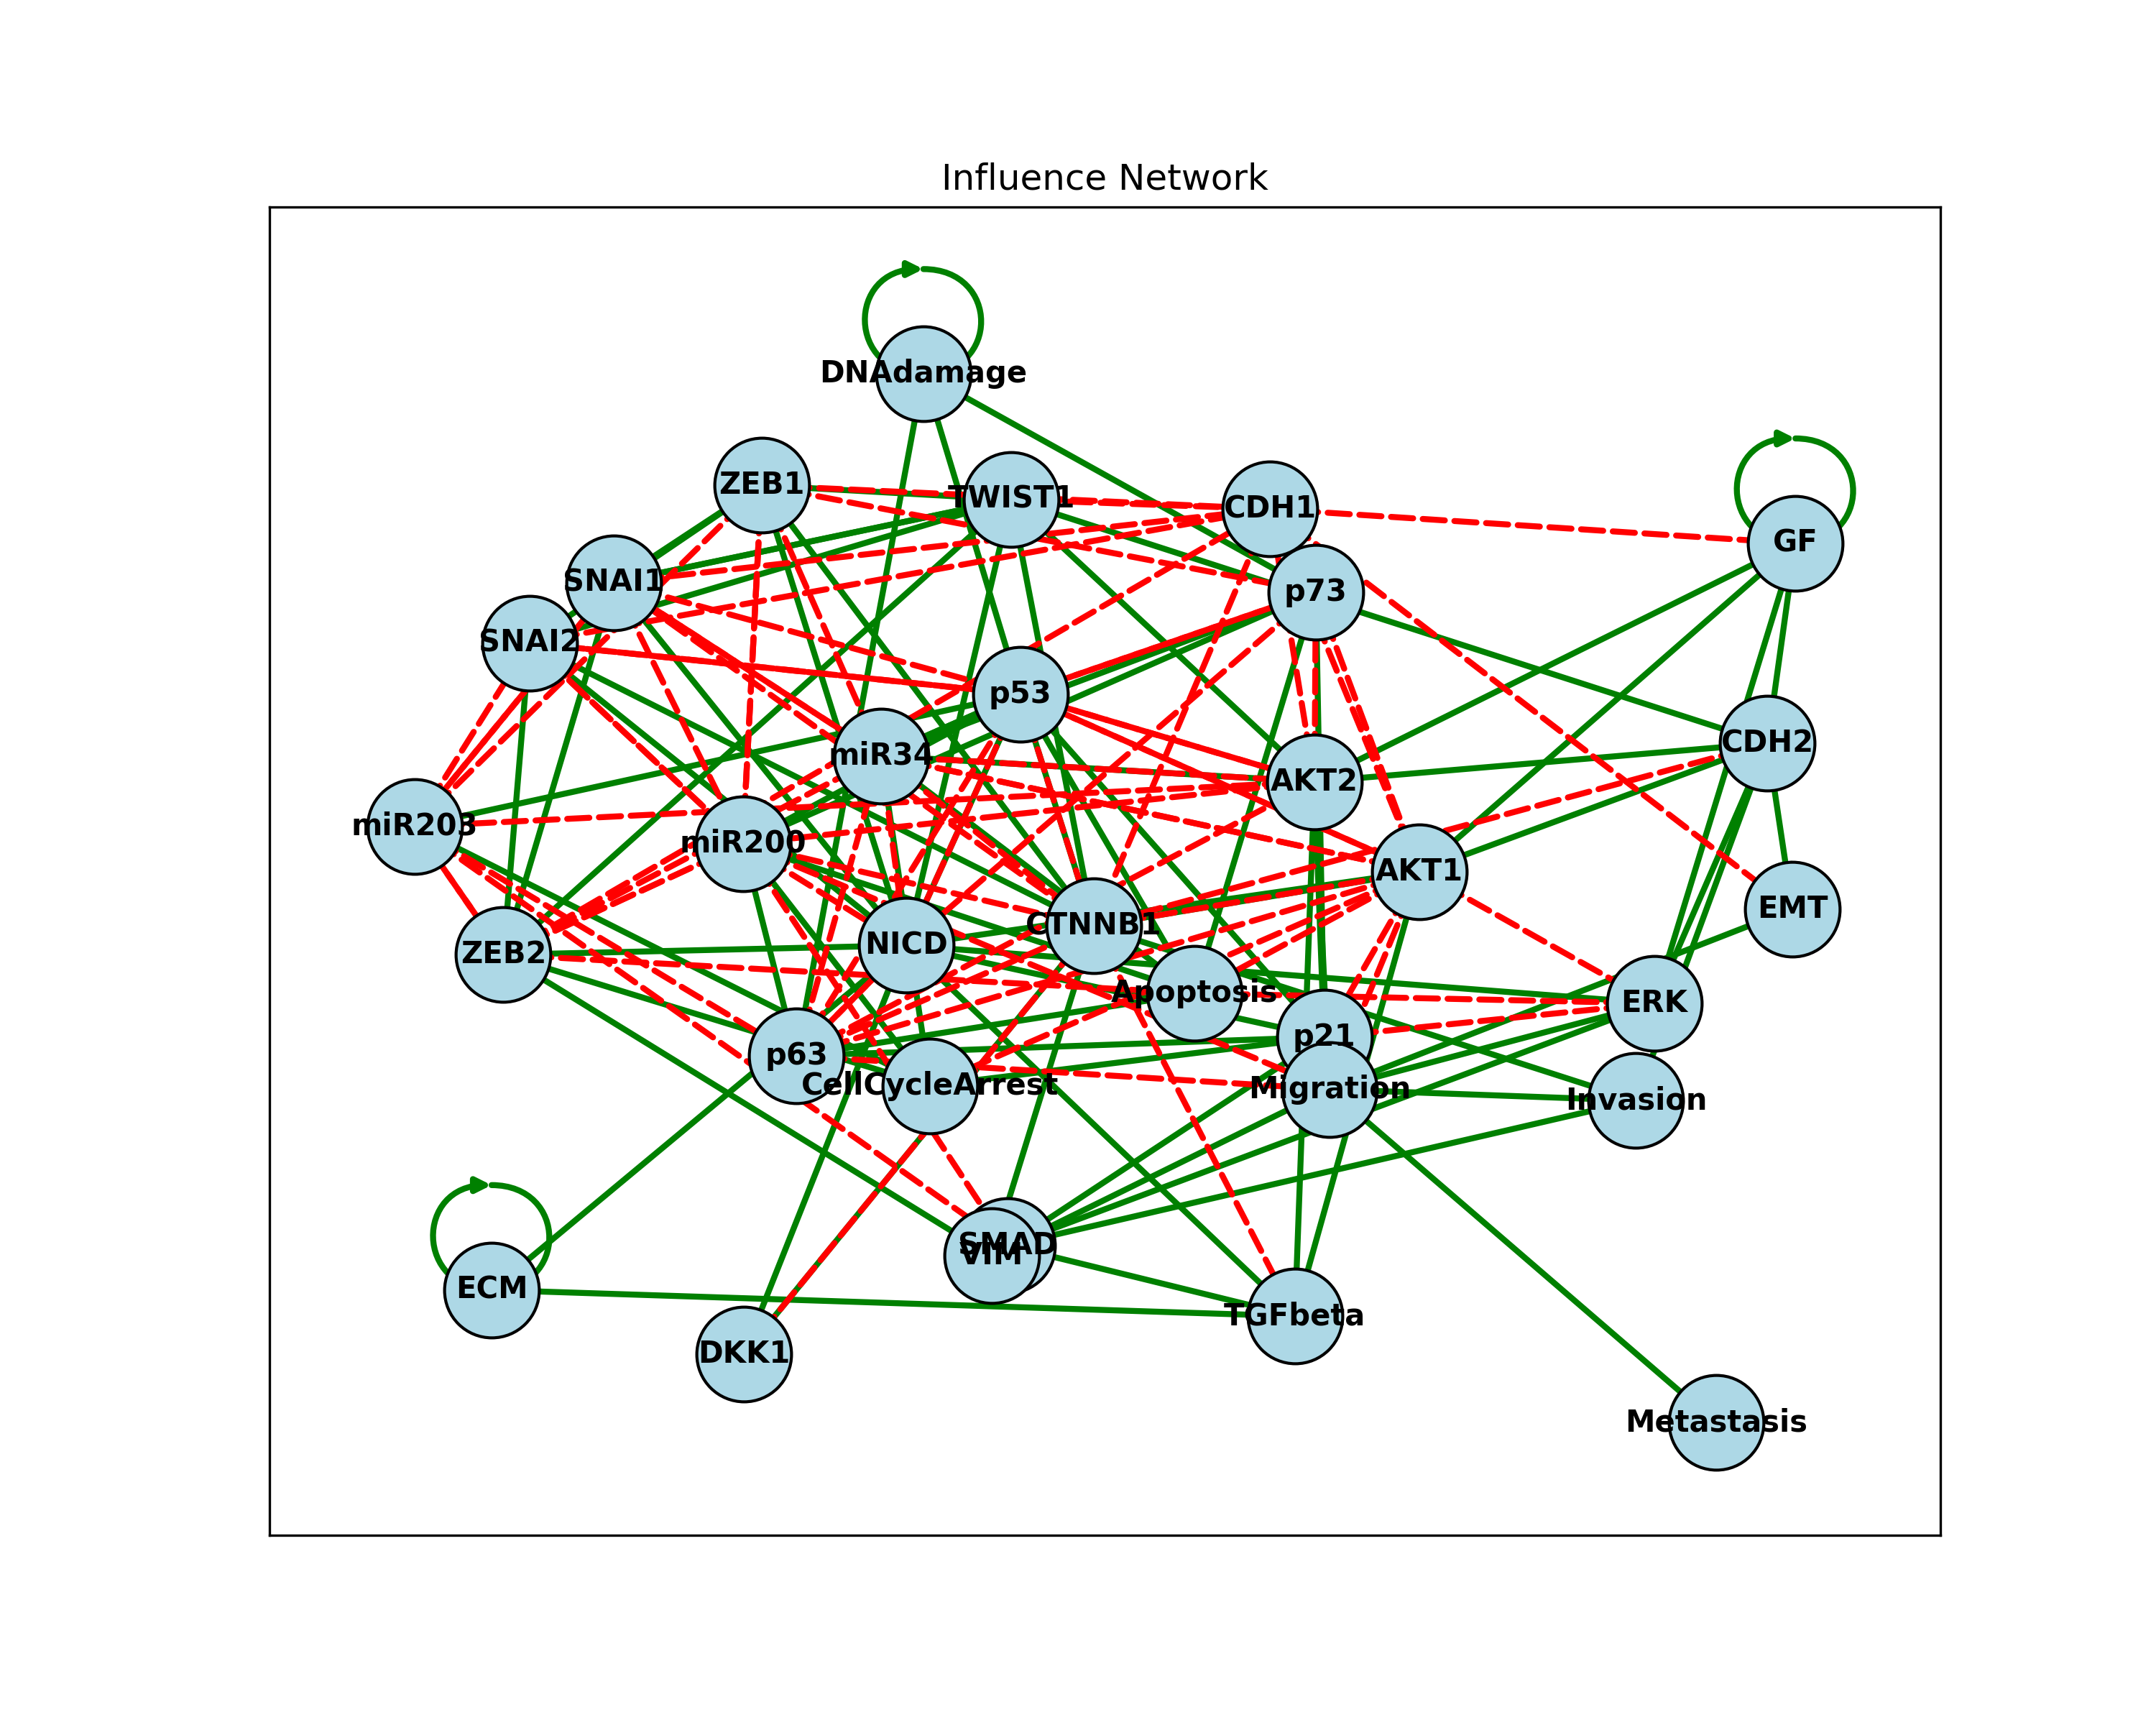 Influence Network
DNAdamage
ZEB1
TWIST1
CDH1
GF
SNAI1
p73
SNAI2
p53
CDH2
miR34
AKT2
miR203
miR200
AKT1
EMT
CTNNB1
NICD
ZEB2
Apoptosis
ERK
p21
p63
CellCycleArrest
Migration
Invasion
SMAD
VIM
ECM
TGFbeta
DKK1
Metastasis